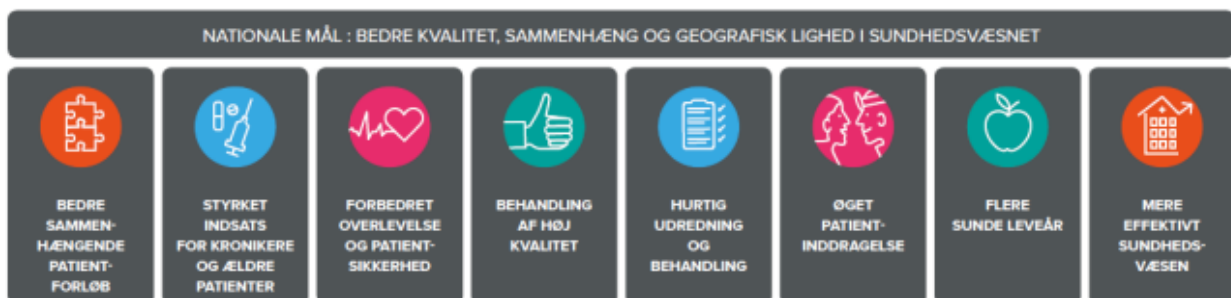 NATIONALE MÅL : BEDRE KVALITET, SAMMENHÆNG OG GEOGRAFISK LIGHED I SUNDHEDSVÆSNET
BEDRE
SAMMEN-
HÆNGENDE
PATIENT-
FORLØB
STYRKET
INDSATS
FOR KRONIKERE
OG ÆLDRE
PATIENTER
FORBEDRET
OVERLEVELSE
OG PATIENT-
SIKKERHED
BEHANDLING
AF HØJ
KVALITET
HURTIG
UDREDNING
OG
BEHANDLING
ØGET
PATIENT-
INDDRAGELSE
FLERE
SUNDE LEVEÅR
MERE
EFFEKTIVT
SUNDHEDS-
VÆSEN